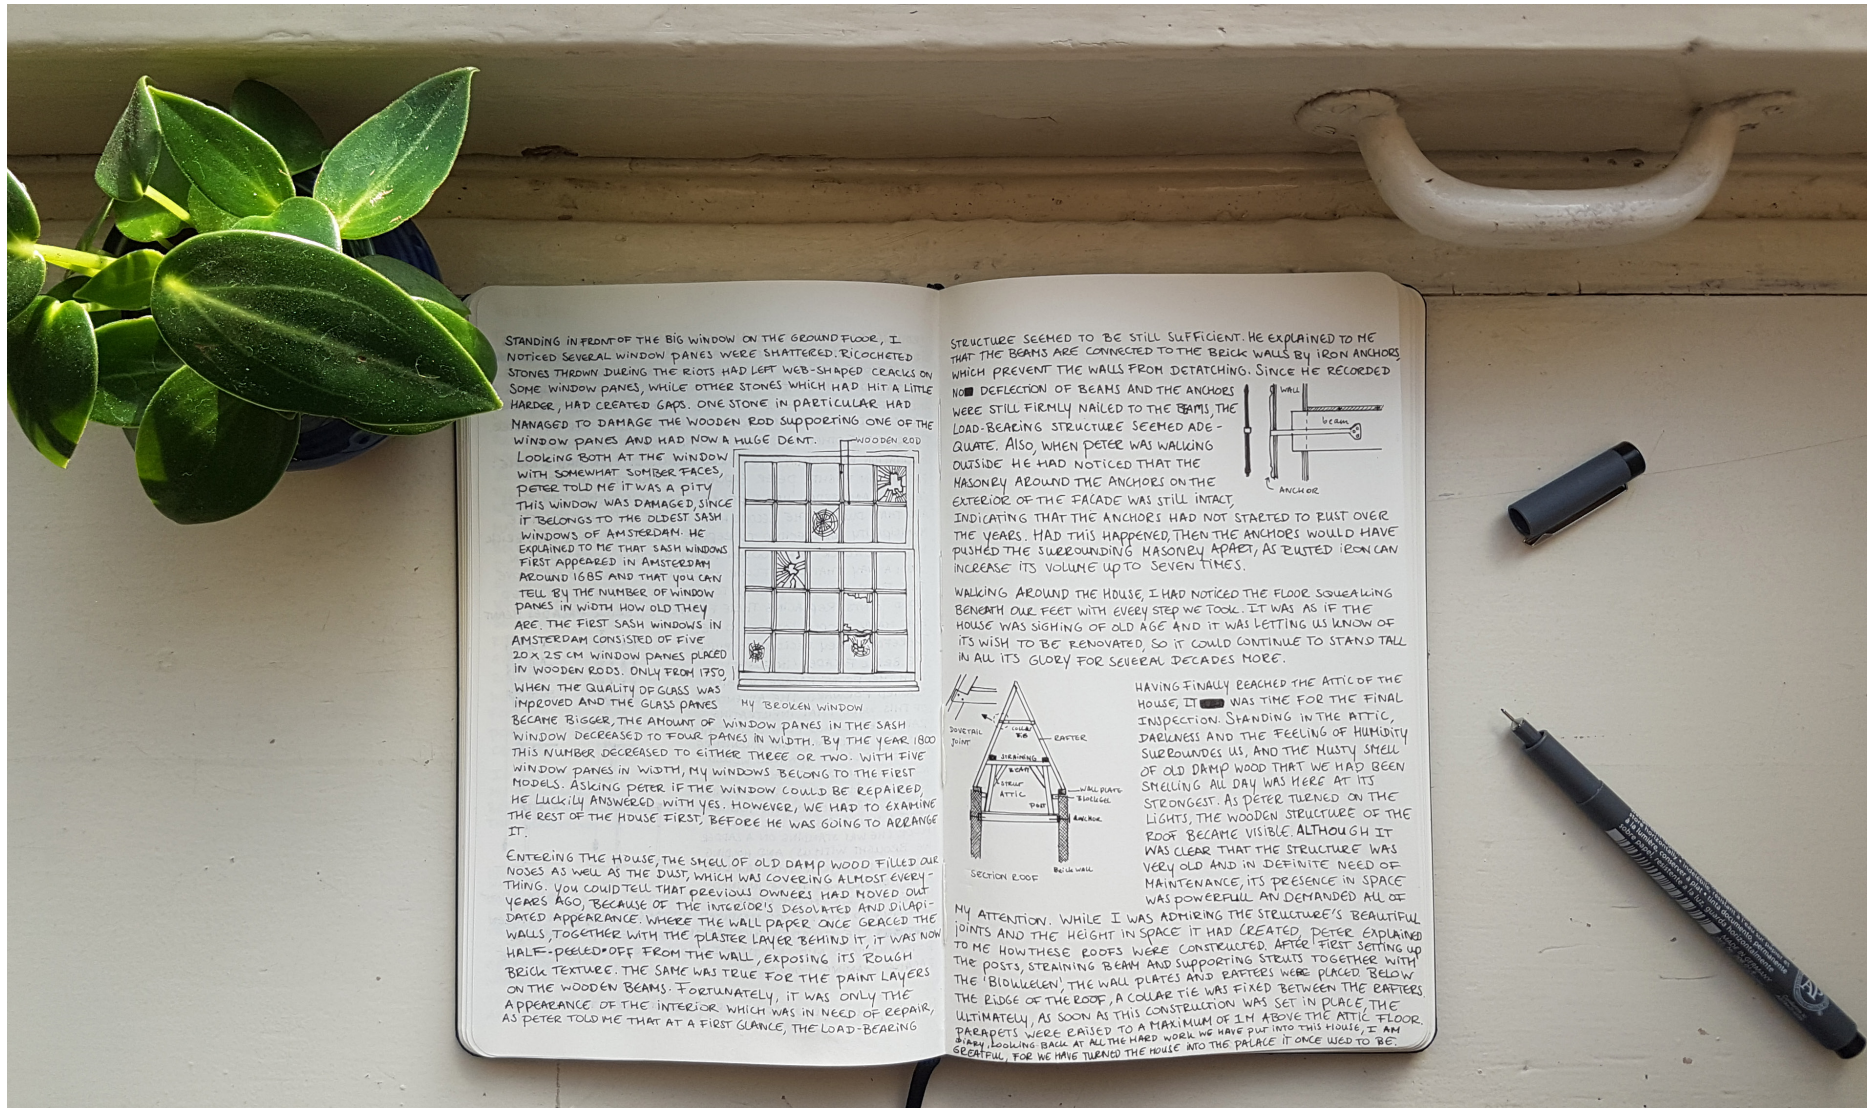 STANDING IN FRONT OF THE BIG WINDOW ON THE GROUND FLOOR, I
NOTICED SEVERAL WINDOW PANES WERE SHATTERED. RICOCHETED
STONES THROWN DURING THE RIOTS HAD LEFT WEB-SHAPED CRACKS ON
SOME WINDOW PANES, WHILE OTHER STONES WHICH HAD HIT A LITTLE
HARDER, HAD CREATED GAPS. ONE STONE IN PARTICULAR HAD
MANAGED TO DAMAGE THE WOODEN ROD SUPPORTING ONE OF THE
WINDOW PANES AND HAD NOW A HUGE DENT.
WOODEN ROD
LOOKING BOTH AT THE WINDOW
WITH SOMEWHAT SOMBER FACES,
PETER TOLD ME IT WAS A PITY
THIS WINDOW WAS DAMAGED, SINCE
IT BELONGS TO THE OLDEST SASH
WINDOWS OF AMSTERDAM. HE
EXPLAINED TO ME THAT SASH WINDOWS
FIRST APPEARED IN AMSTERDAM
AROUND 1685 AND THAT YOU CAN
TELL BY THE NUMBER OF WINDOW
PANES IN WIDTH HOW OLD THEY
ARE. THE FIRST SASH WINDOWS IN
AMSTERDAM CONSISTED OF FIVE
20 X 25 CM WINDOW PANES PLACED
IN WOODEN RODS. ONLY FROM 1750,
WHEN THE QUALITY OF GLASS WAS
IMPROVED AND THE GLASS PANES
MY BROKEN WINDOW
BECAME BIGGER, THE AMOUNT OF WINDOW PANES IN THE SASH
WINDOW DECREASED TO FOUR PANES IN WIDTH. BY THE YEAR 1800
THIS NUMBER DECREASED TO EITHER THREE OR TWO. WITH FIVE
WINDOW PANES IN WIDTH, MY WINDOWS BELONG TO THE FIRST
MODELS. ASKING PETER IF THE WINDOW COULD BE REPAIRED,
HE LUCKILY ANSWERED WITH YES. HOWEVER, WE HAD TO EXAMINE
THE REST OF THE HOUSE FIRST, BEFORE HE WAS GOING TO ARRANGE
IT.
ENTERING THE HOUSE, THE SMELL OF OLD DAMP WOOD FILLED OUR
NOSES AS WELL AS THE DUST, WHICH WAS COVERING ALMOST EVERY-
THING. YOU COULD TELL THAT PREVIOUS OWNERS HAD MOVED OUT
YEARS AGO, BECAUSE OF THE INTERIOR'S DESOLATED AND DILAPI-
DATED APPEARANCE. WHERE THE WALL PAPER ONCE GRACED THE
WALLS, TOGETHER WITH THE PLASTER LAYER BEHIND IT, IT WAS NOW
HALF-PEELED-OFF FROM THE WALL, EXPOSING ITS ROUGH
BRICK TEXTURE. THE SAME WAS TRUE FOR THE PAINT LAYERS
ON THE WOODEN BEAMS. FORTUNATELY, IT WAS ONLY THE
APPEARANCE OF THE INTERIOR WHICH WAS IN NEED OF REPAIR,
AS PETER TOLD ME THAT AT A FIRST GLANCE, THE LOAD-BEARING
STRUCTURE SEEMED TO BE STILL SUFFICIENT. HE EXPLAINED TO ME
THAT THE BEAMS ARE CONNECTED TO THE BRICK WALLS BY IRON ANCHORS,
WHICH PREVENT THE WALLS FROM DETATCHING. SINCE HE RECORDED
NO DEFLECTION OF BEAMS AND THE ANCHORS
WERE STILL FIRMLY NAILED TO THE BEAMS, THE
LOAD-BEARING STRUCTURE SEEMED ADE-
QUATE. ALSO, WHEN PETER WAS WALKING
OUTSIDE HE HAD NOTICED THAT THE
MASONRY AROUND THE ANCHORS ON THE
EXTERIOR OF THE FACADE WAS STILL INTACT,
WALL
beam
ANCHOR
INDICATING THAT THE ANCHORS HAD NOT STARTED TO RUST OVER
THE YEARS. HAD THIS HAPPENED, THEN THE ANCHORS WOULD HAVE
PUSHED THE SURROUNDING MASONRY APART, AS RUSTED IRON CAN
INCREASE ITS VOLUME UP TO SEVEN TIMES.
WALKING AROUND THE HOUSE, I HAD NOTICED THE FLOOR SQUEAKING
BENEATH OUR FEET WITH EVERY STEP WE TOOK. IT WAS AS IF THE
HOUSE WAS SIGHING OF OLD AGE AND IT WAS LETTING US KNOW OF
ITS WISH TO BE RENOVATED, SO IT COULD CONTINUE TO STAND TALL
IN ALL ITS GLORY FOR SEVERAL DECADES MORE.
DOVETAIL
JOINT
COLLAR
TIE
RAFTER
STRAINING
BEAM
STRUT
ATTIC
POST
WALL PLATE
BLOKKEEL
ANCHOR
SECTION ROOF
BRICK WALL
HAVING FINALLY REACHED THE ATTIC OF THE
HOUSE, IT WAS TIME FOR THE FINAL
INSPECTION. STANDING IN THE ATTIC,
DARKNESS AND THE FEELING OF HUMIDITY
SURROUNDES US, AND THE MUSTY SMELL
OF OLD DAMP WOOD THAT WE HAD BEEN
SMELLING ALL DAY WAS HERE AT ITS
STRONGEST. AS PETER TURNED ON THE
LIGHTS, THE WOODEN STRUCTURE OF THE
ROOF BECAME VISIBLE. ALTHOUGH IT
WAS CLEAR THAT THE STRUCTURE WAS
VERY OLD AND IN DEFINITE NEED OF
MAINTENANCE, ITS PRESENCE IN SPACE
WAS POWERFULL AN DEMANDED ALL OF
MY ATTENTION. WHILE I WAS ADMIRING THE STRUCTURE'S BEAUTIFUL
JOINTS AND THE HEIGHT IN SPACE IT HAD CREATED, PETER EXPLAINED
TO ME HOW THESE ROOFS WERE CONSTRUCTED. AFTER FIRST SETTING UP
THE POSTS, STRAINING BEAM AND SUPPORTING STRUTS TOGETHER WITH
THE 'BLOKKELEN', THE WALL PLATES AND RAFTERS WERE PLACED. BELOW
THE RIDGE OF THE ROOF, A COLLAR TIE WAS FIXED BETWEEN THE RAFTERS.
ULTIMATELY, AS SOON AS THIS CONSTRUCTION WAS SET IN PLACE, THE
PARAPETS WERE RAISED TO A MAXIMUM OF 1M ABOVE THE ATTIC FLOOR.
DIARY, LOOKING BACK AT ALL THE HARD WORK WE HAVE PUT INTO THIS HOUSE, I AM
GREATFUL, FOR WE HAVE TURNED THE HOUSE INTO THE PALACE IT ONCE USED TO BE.
AP